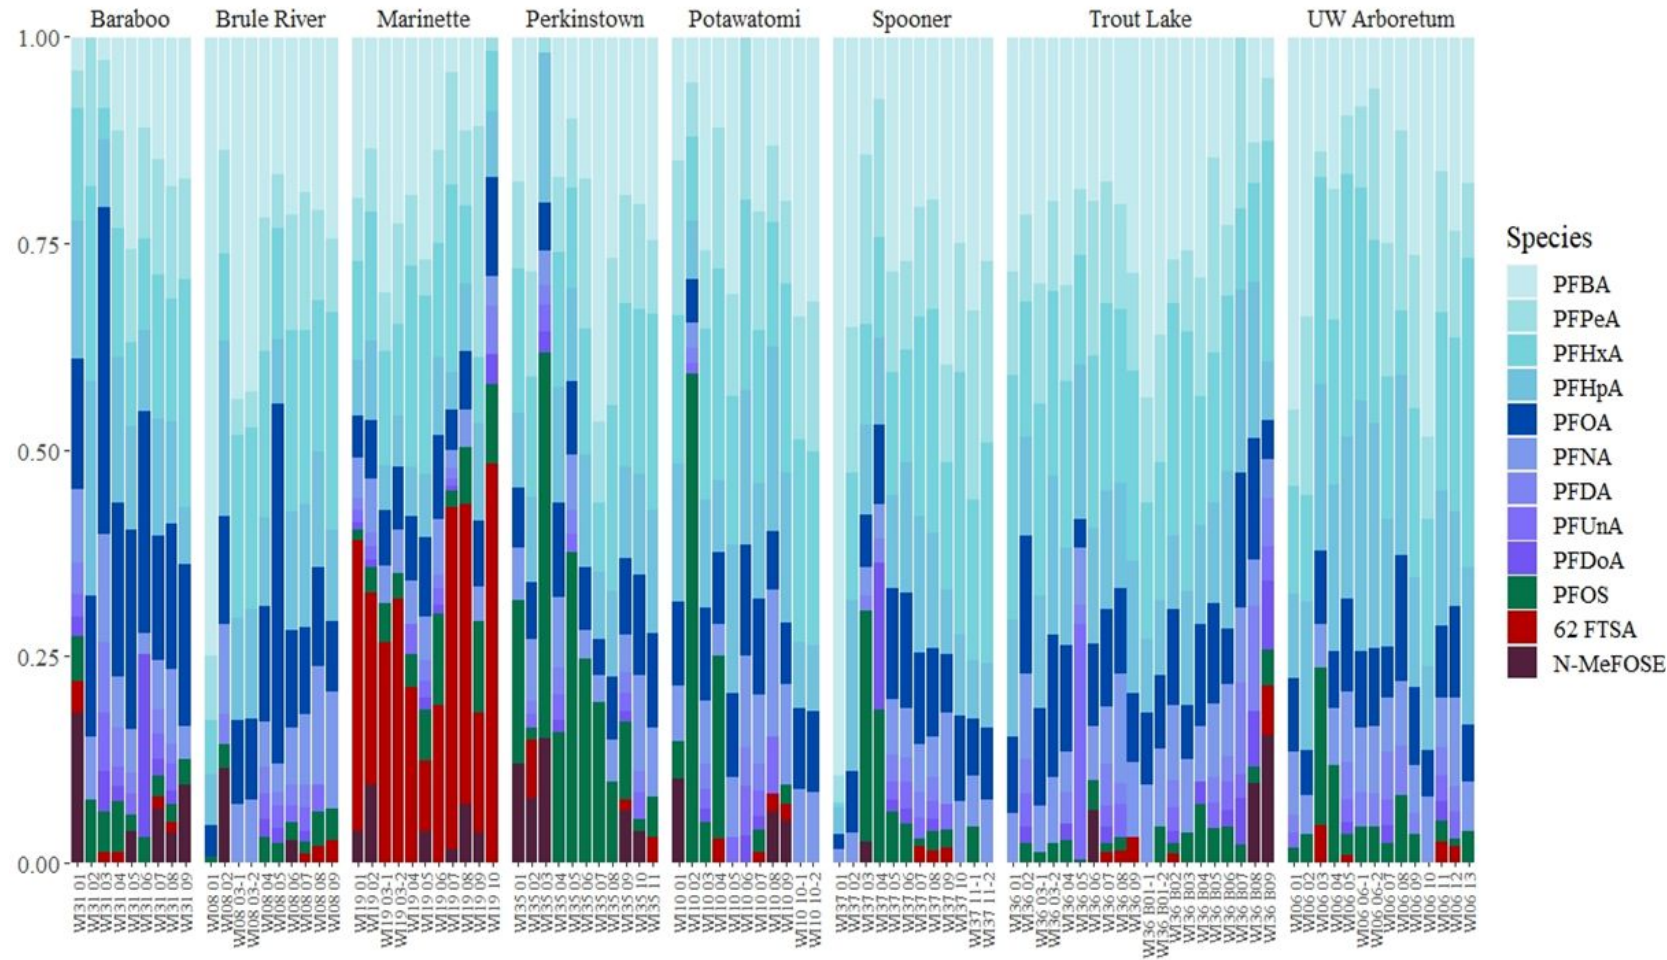 Baraboo
Brule River
Marinette
Perkinstown
Potawatomi
Spooner
Trout Lake
UW Arboretum
1.00
0.75
0.50
0.25
0.00
Species
PFBA
PFPeA
PFHxA
PFHpA
PFOA
PFNA
PFDA
PFUnA
PFDoA
PFOS
62 FTSA
N-MeFOSE
WI31 01
WI31 02
WI31 03
WI31 04
WI31 05
WI31 06
WI31 07
WI31 08
WI31 09
WI08 01
WI08 02
WI08 03-1
WI08 03-2
WI08 04
WI08 05
WI08 06
WI08 07
WI08 08
WI08 09
WI19 01
WI19 02
WI19 03-1
WI19 03-2
WI19 04
WI19 05
WI19 06
WI19 07
WI19 08
WI19 09
WI19 10
WI35 01
WI35 02
WI35 03
WI35 04
WI35 05
WI35 06
WI35 07
WI35 08
WI35 09
WI35 10
WI35 11
WI10 01
WI10 02
WI10 03
WI10 04
WI10 05
WI10 06
WI10 07
WI10 08
WI10 09
WI10 10-1
WI10 10-2
WI37 01
WI37 02
WI37 03
WI37 04
WI37 05
WI37 06
WI37 07
WI37 08
WI37 09
WI37 10
WI37 11-1
WI37 11-2
WI36 01
WI36 02
WI36 03-1
WI36 03-2
WI36 04
WI36 05
WI36 06
WI36 07
WI36 08
WI36 09
WI36 B01-1
WI36 B01-2
WI36 B02
WI36 B03
WI36 B04
WI36 B05
WI36 B06
WI36 B07
WI36 B08
WI36 B09
WI06 01
WI06 02
WI06 03
WI06 04
WI06 05
WI06 06-1
WI06 06-2
WI06 07
WI06 08
WI06 09
WI06 10
WI06 11
WI06 12
WI06 13